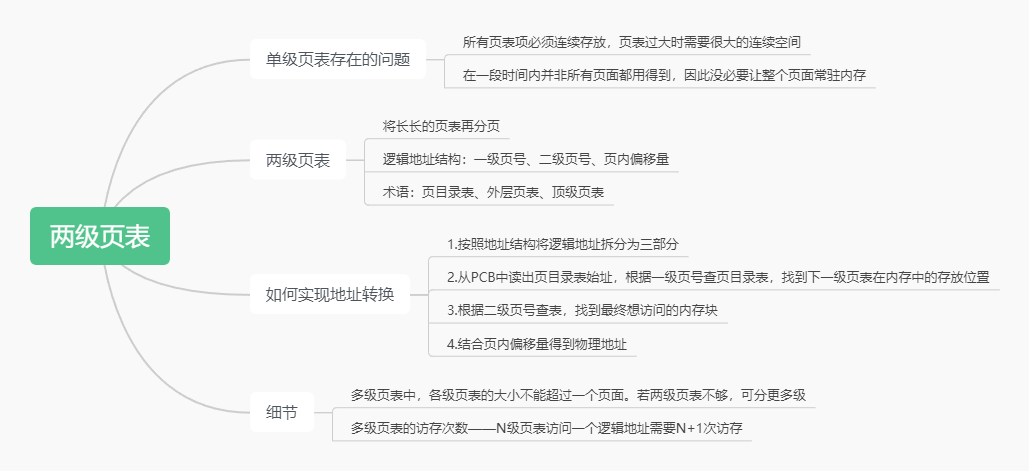 两级页表
单级页表存在的问题
所有页表项必须连续存放，页表过大时需要很大的连续空间
在一段时间内并非所有页面都用得到，因此没必要让整个页面常驻内存
两级页表
将长长的页表再分页
逻辑地址结构：一级页号、二级页号、页内偏移量
术语：页目录表、外层页表、顶级页表
如何实现地址转换
1.按照地址结构将逻辑地址拆分为三部分
2.从PCB中读出页目录表始址，根据一级页号查页目录表，找到下一级页表在内存中的存放位置
3.根据二级页号查表，找到最终想访问的内存块
4.结合页内偏移量得到物理地址
细节
多级页表中，各级页表的大小不能超过一个页面。若两级页表不够，可分更多级
多级页表的访存次数——N级页表访问一个逻辑地址需要N+1次访存